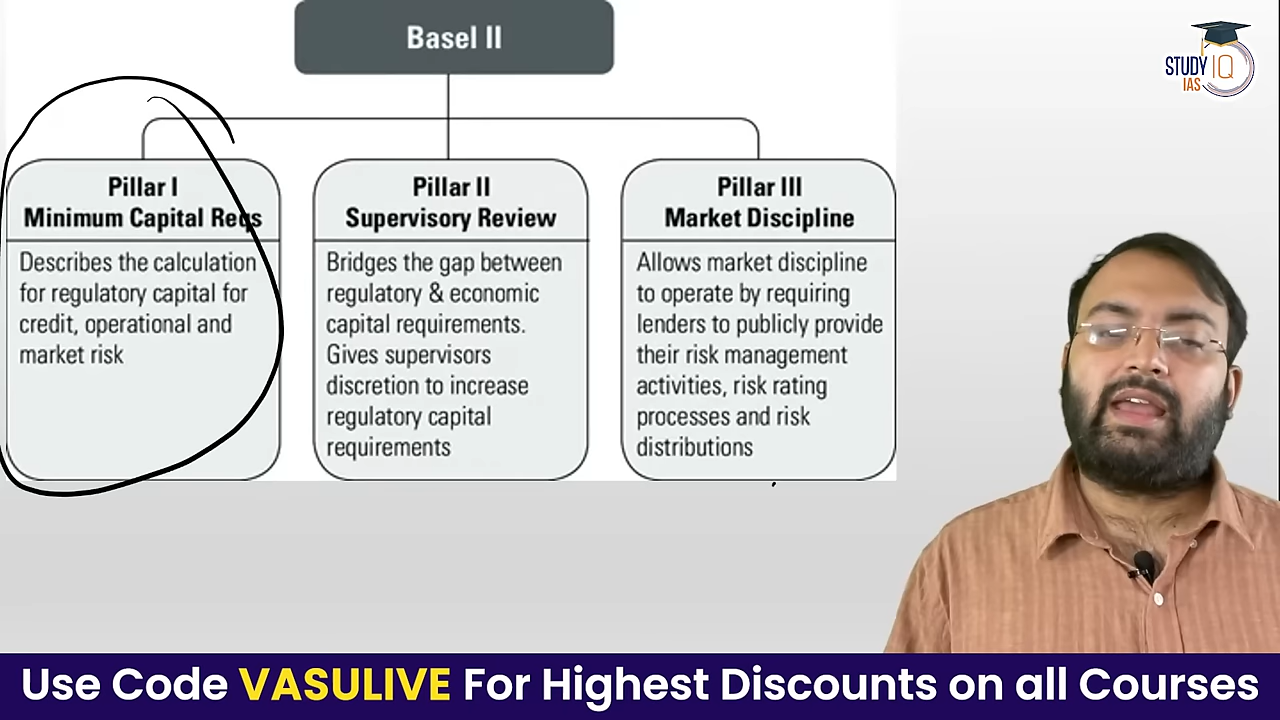 Basel II
STUDY IQ
IAS
Pillar I
Minimum Capital Reqs
Describes the calculation
for regulatory capital for
credit, operational and
market risk
Pillar II
Supervisory Review
Bridges the gap between
regulatory & economic
capital requirements.
Gives supervisors
discretion to increase
regulatory capital
requirements
Pillar III
Market Discipline
Allows market discipline
to operate by requiring
lenders to publicly provide
their risk management
activities, risk rating
processes and risk
distributions
Use Code VASULIVE For Highest Discounts on all Courses